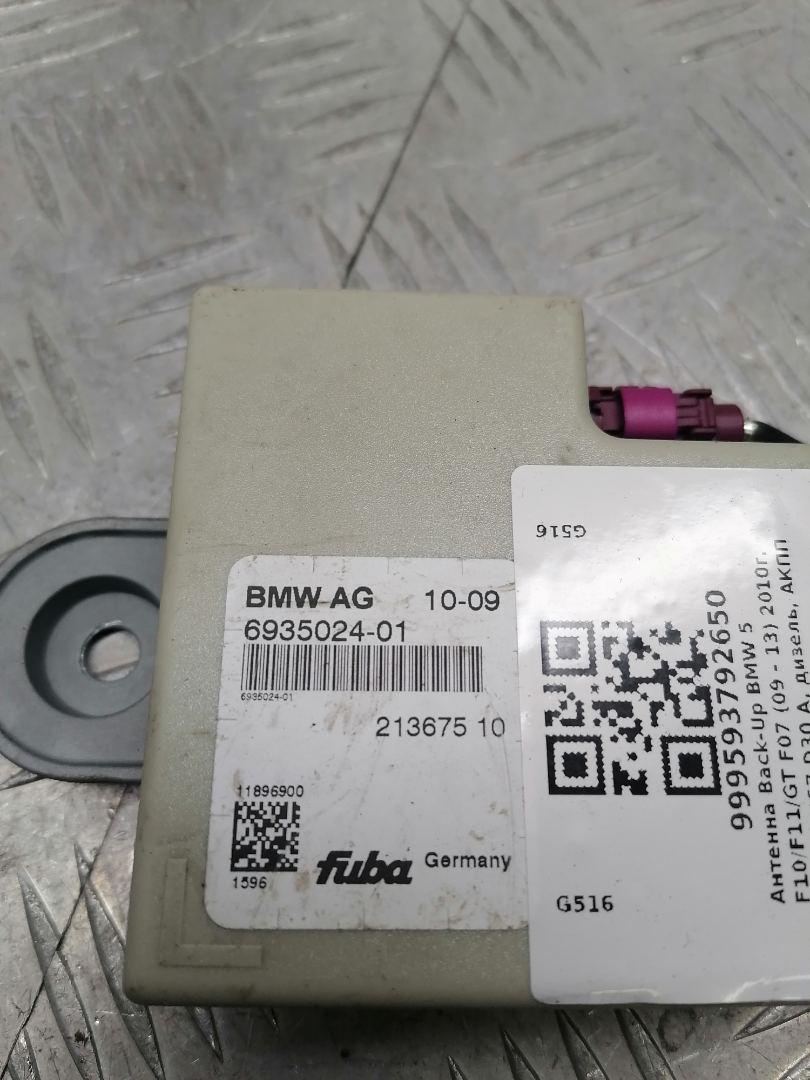 BMW AG 10-09
6935024-01
6935024-01
213675 10
11896900
1596
fuba Germany
G516
999593792650
Антенна Back-Up BMW 5
F10/F11/GT F07 (09 - 13) 2010г.
D30 A, дизель, АКПП
G516